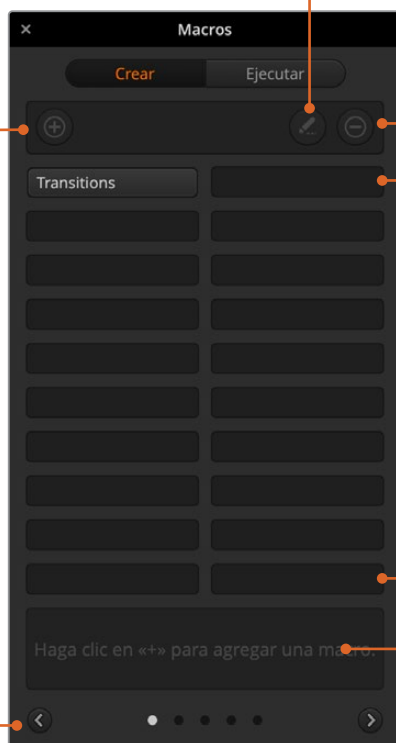 Macros
Crear Ejecutar
Transitions
Haga clic en «+» para agregar una macro.